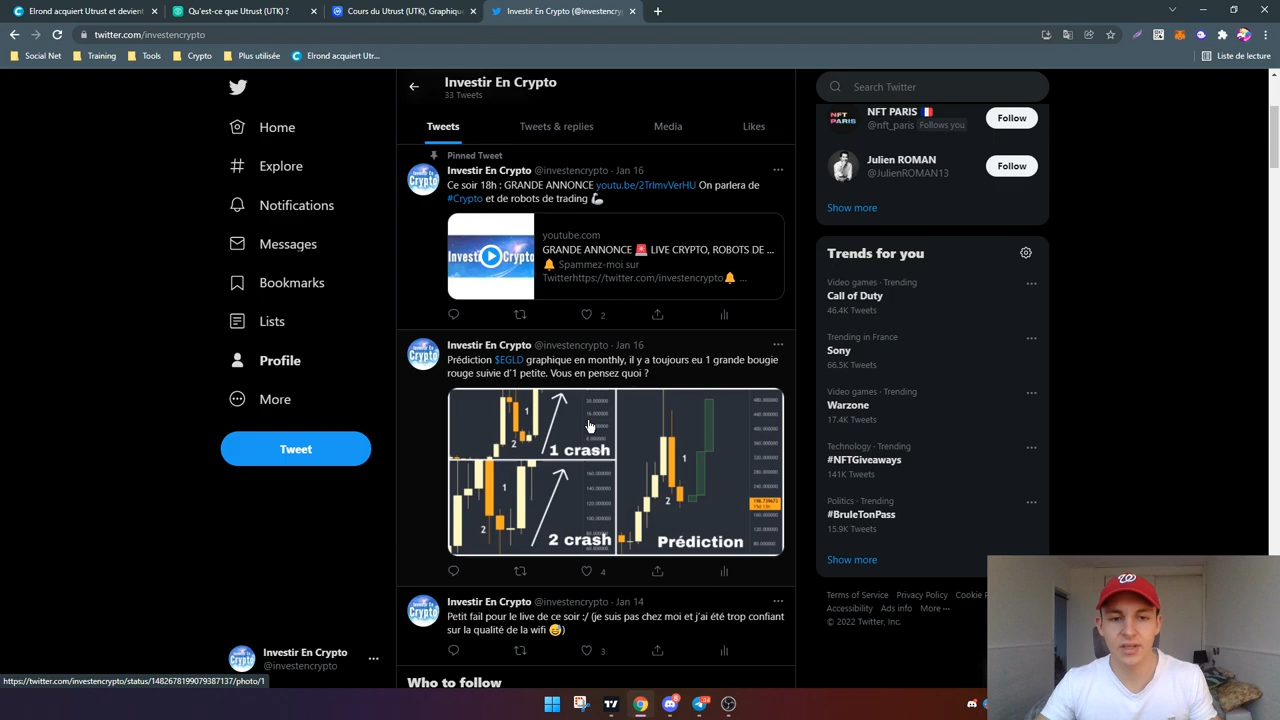 Elrond acquiert Utrust et devient
Qu'est-ce que Utrust (UTK) ?
Cours du Utrust (UTK), Graphique
Investir En Crypto (@investencry
twitter.com/investencrypto
Social Net
Training
Tools
Crypto
Plus utilisée
Elrond acquiert Utr...
Liste de lecture
Home
Explore
Notifications
Messages
Bookmarks
Lists
Profile
More
Tweet
Investir En Crypto
@investencrypto
https://twitter.com/investencrypto/status/1482678199079387137/photo/1
Investir En Crypto
33 Tweets
Tweets
Tweets & replies
Media
Likes
Pinned Tweet
Investir En Crypto @investencrypto · Jan 16
Ce soir 18h : GRANDE ANNONCE youtu.be/2TrImvVerHU On parlera de
#Crypto et de robots de trading
Invest
Crypto
youtube.com
GRANDE ANNONCE 🚨 LIVE CRYPTO, ROBOTS DE ...
🔔 Spammez-moi sur
Twitterhttps://twitter.com/investencrypto🔔 ...
2
Investir En Crypto @investencrypto · Jan 16
Prédiction $EGLD graphique en monthly, il y a toujours eu 1 grande bougie
rouge suivie d'1 petite. Vous en pensez quoi ?
1
2
1 crash
1
2
2 crash
1
2
Prédiction
4
Investir En Crypto @investencrypto · Jan 14
Petit fail pour le live de ce soir :/ (je suis pas chez moi et j'ai été trop confiant
sur la qualité de la wifi 😅)
3
Who to follow
Search Twitter
NFT PARIS
@nft_paris Follows you
Follow
Julien ROMAN
@JulienROMAN13
Follow
Show more
Trends for you
Video games · Trending
Call of Duty
46.4K Tweets
Trending in France
Sony
66.5K Tweets
Video games · Trending
Warzone
17.4K Tweets
Technology · Trending
#NFTGiveaways
141K Tweets
Politics · Trending
#BruleTonPass
15.9K Tweets
Show more
Terms of Service Privacy Policy Cookie P
Accessibility Ads info More ···
© 2022 Twitter, Inc.
W